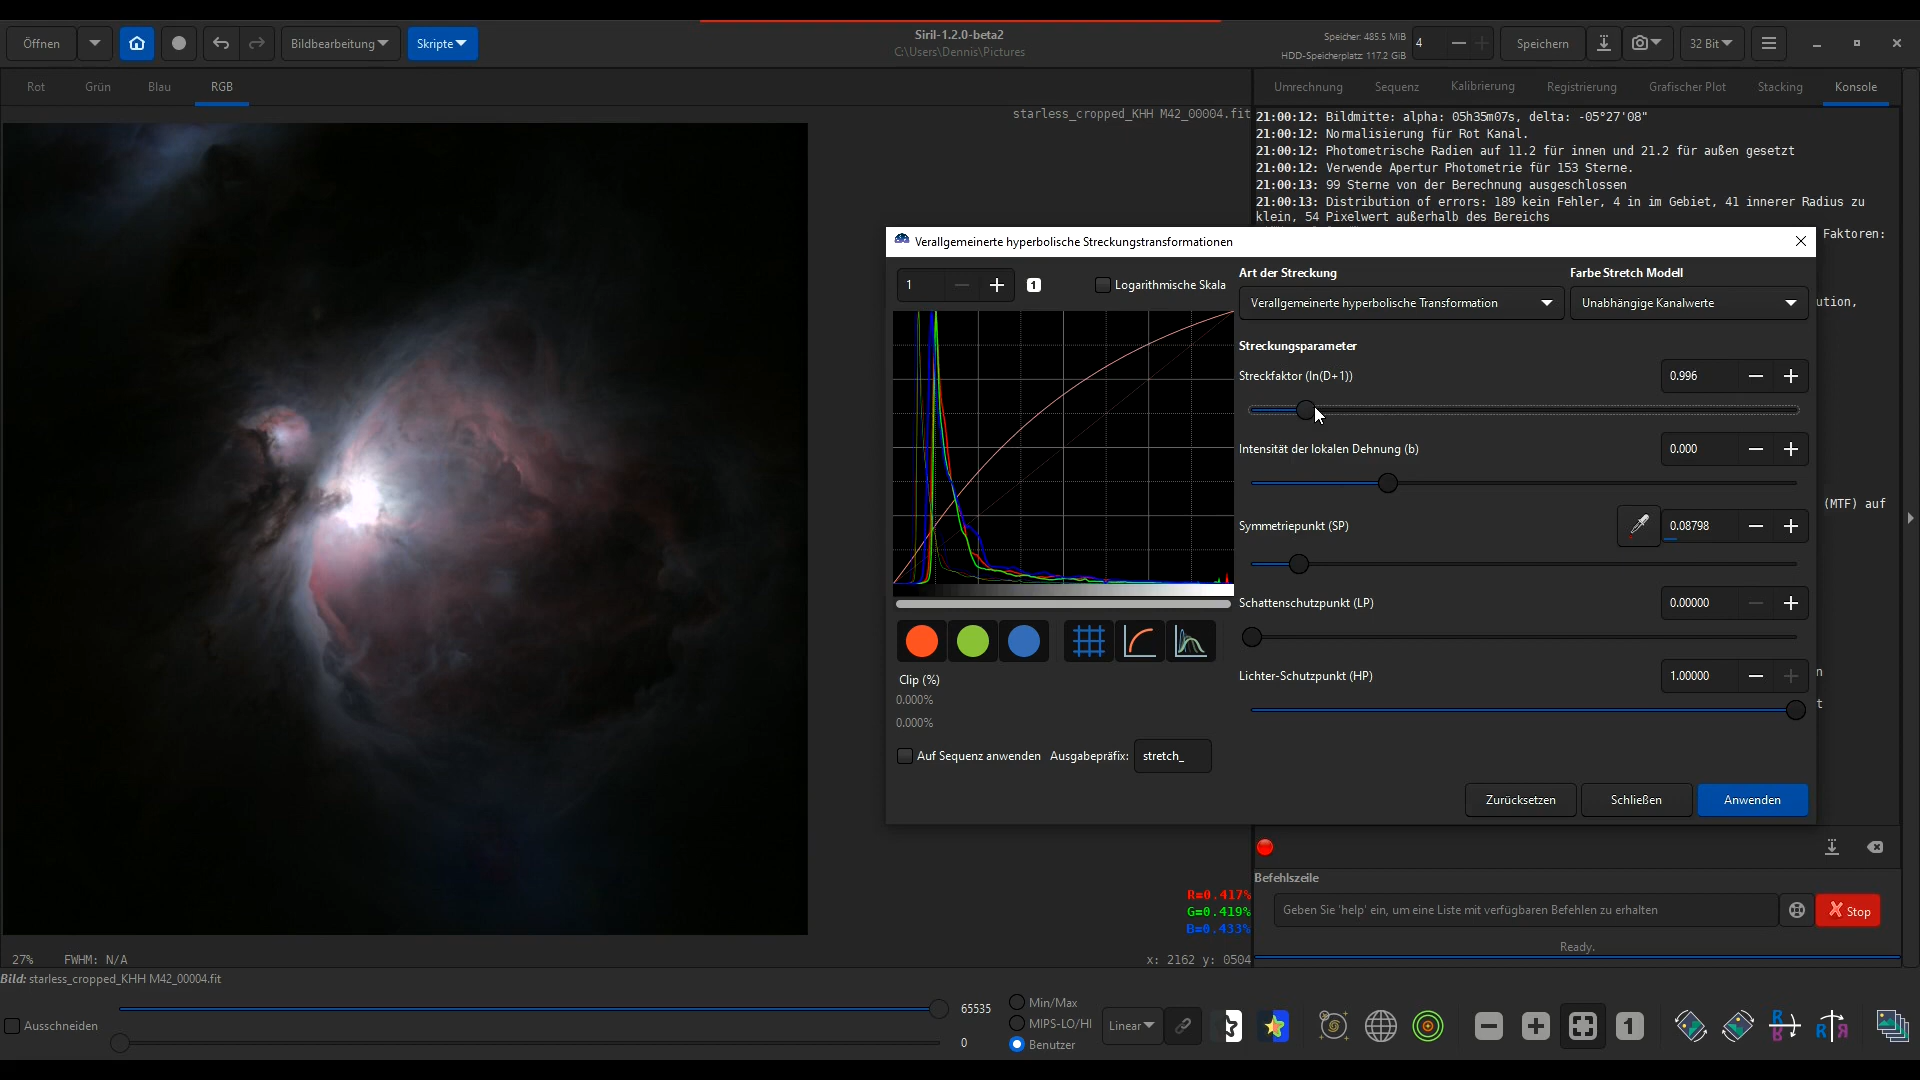 Öffnen
Bildbearbeitung
Skripte
Siril-1.2.0-beta2
C:\Users\Dennis\Pictures
Speicher: 485.5 MiB
HDD-Speicherplatz: 117.2 GiB
4
Speichern
32 Bit
Rot
Grün
Blau
RGB
Umrechnung
Sequenz
Kalibrierung
Registrierung
Grafischer Plot
Stacking
Konsole
starless_cropped_KHH M42_00004.fit
21:00:12: Bildmitte: alpha: 05h35m07s, delta: -05°27'08"
21:00:12: Normalisierung für Rot Kanal.
21:00:12: Photometrische Radien auf 11.2 für innen und 21.2 für außen gesetzt
21:00:12: Verwende Apertur Photometrie für 153 Sterne.
21:00:13: 99 Sterne von der Berechnung ausgeschlossen
21:00:13: Distribution of errors: 189 kein Fehler, 4 in im Gebiet, 41 innerer Radius zu
klein, 54 Pixelwert außerhalb des Bereichs
Faktoren:
ution,
(MTF) auf
n
t
Verallgemeinerte hyperbolische Streckungstransformationen
1
1
Logarithmische Skala
Art der Streckung
Farbe Stretch Modell
Verallgemeinerte hyperbolische Transformation
Unabhängige Kanalwerte
Streckungsparameter
Streckfaktor (ln(D+1))
0.996
Intensität der lokalen Dehnung (b)
0.000
Symmetriepunkt (SP)
0.08798
Schattenschutzpunkt (LP)
0.00000
Lichter-Schutzpunkt (HP)
1.00000
Clip (%)
0.000%
0.000%
Auf Sequenz anwenden
Ausgabepräfix:
stretch_
Zurücksetzen
Schließen
Anwenden
R=0.417%
G=0.419%
B=0.433%
Befehlszeile
Geben Sie 'help' ein, um eine Liste mit verfügbaren Befehlen zu erhalten
Stop
Ready.
27%
FWHM: N/A
x: 2162 y: 0504
Bild: starless_cropped_KHH M42_00004.fit
65535
0
Ausschneiden
Min/Max
MIPS-LO/HI
Benutzer
Linear
1
R
R
R
R